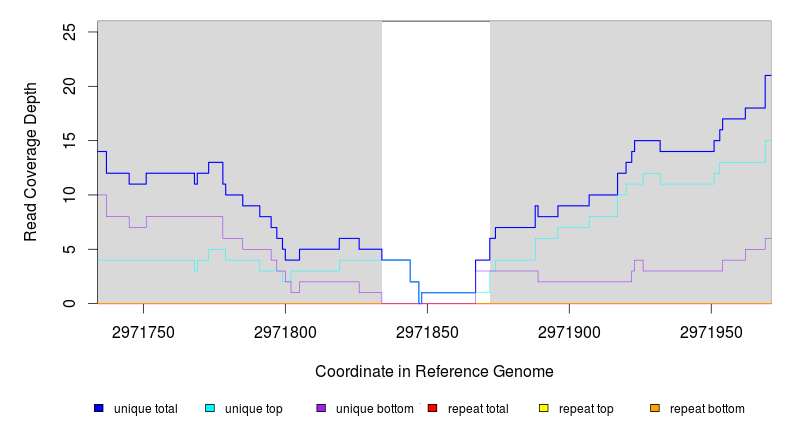 Read Coverage Depth
25
20
15
10
5
0
2971750 2971800 2971850 2971900 2971950
Coordinate in Reference Genome
unique total unique top unique bottom repeat total repeat top repeat bottom